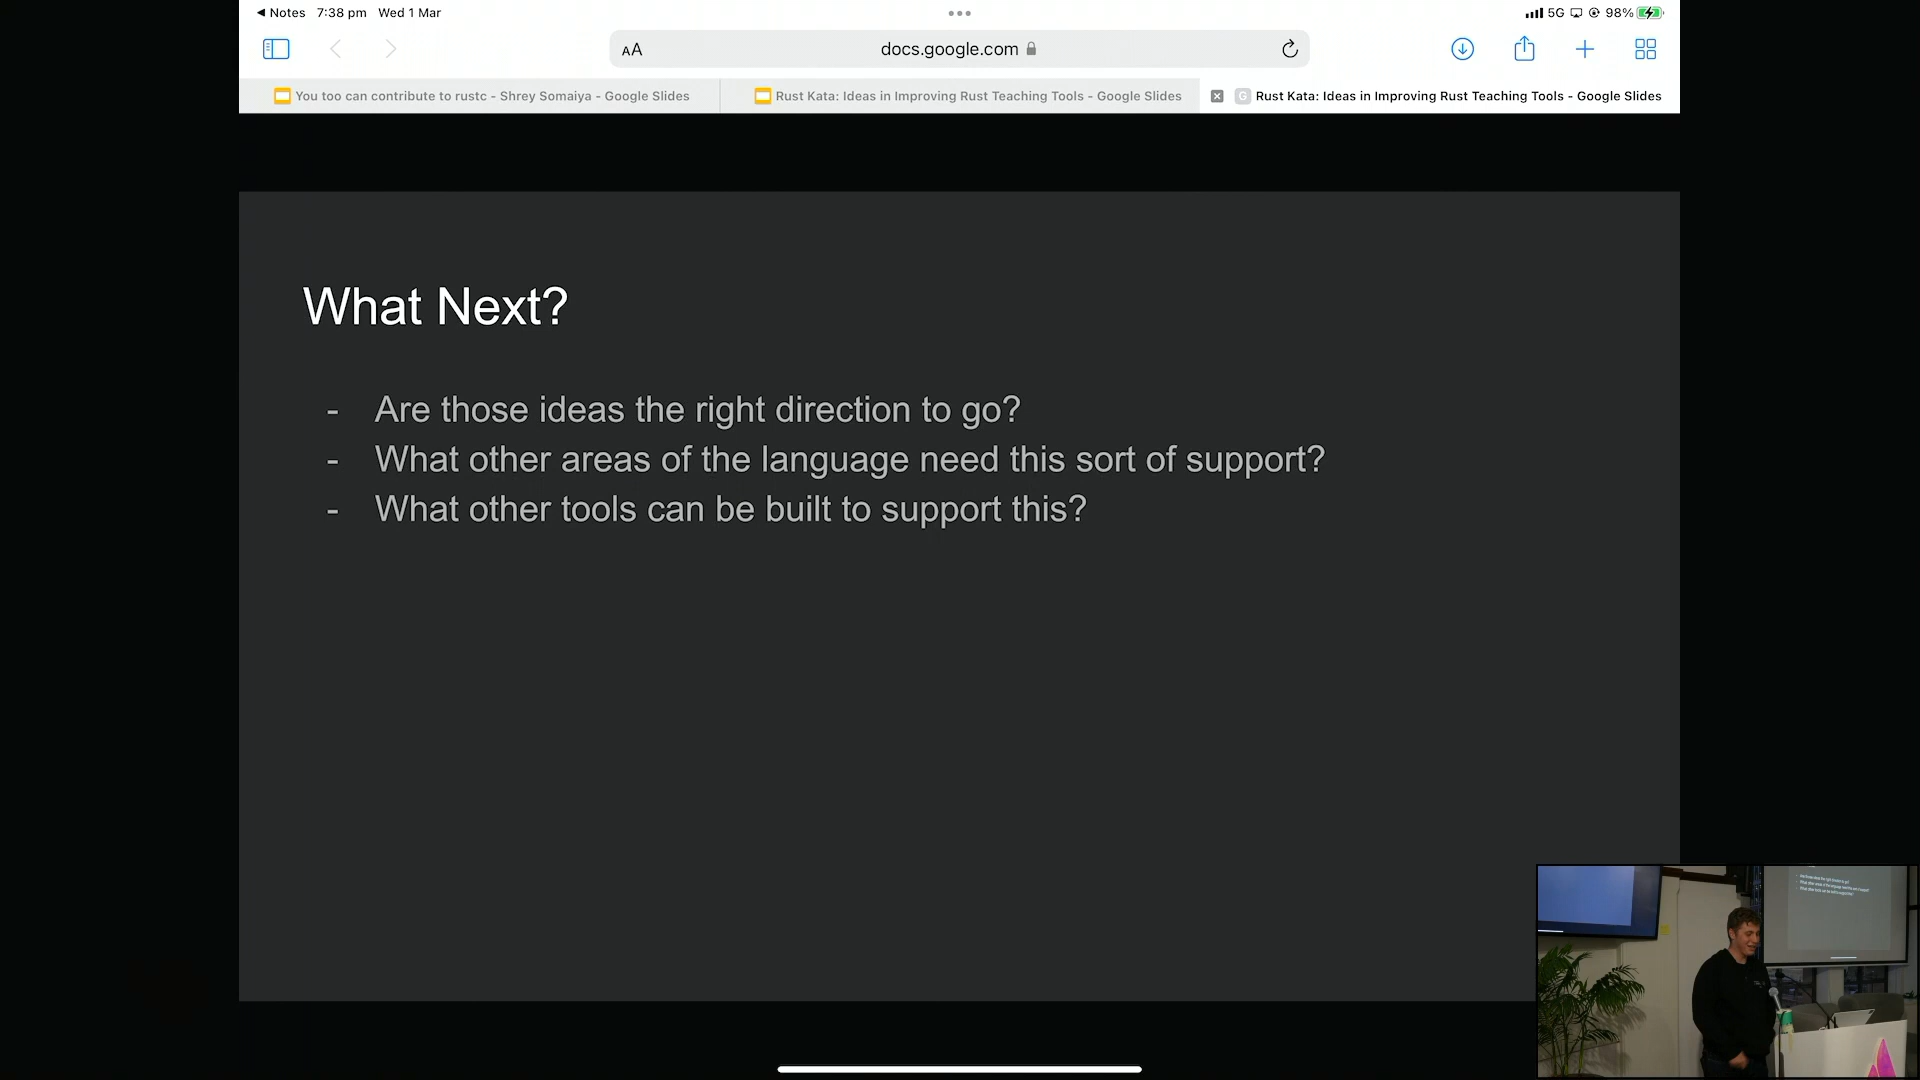 Notes 7:38 pm Wed 1 Mar
5G 98%
AA docs.google.com
You too can contribute to rustc - Shrey Somaiya - Google Slides
Rust Kata: Ideas in Improving Rust Teaching Tools - Google Slides
G Rust Kata: Ideas in Improving Rust Teaching Tools - Google Slides
What Next?
- Are those ideas the right direction to go?
- What other areas of the language need this sort of support?
- What other tools can be built to support this?